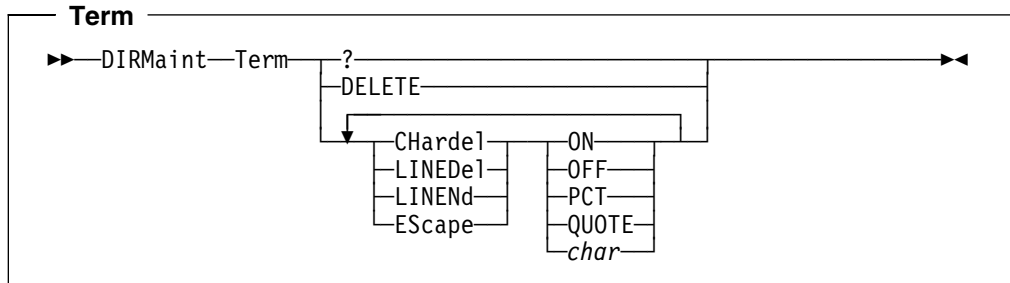 Term
DIRMaint Term ?
DELETE
CHardel ON
LINEDel OFF
LINENd PCT
EScape QUOTE
char